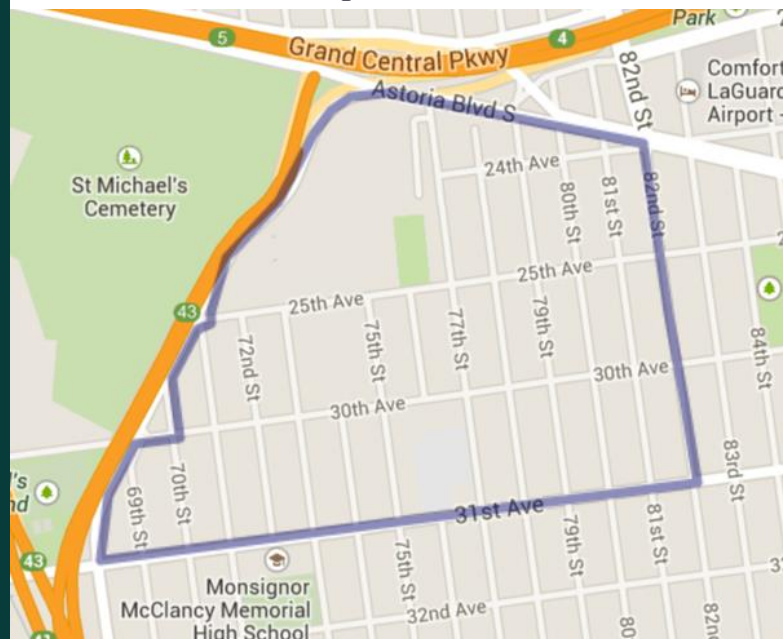 Park
5
Grand Central Pkwy
4
82nd St
Comfort
LaGuard
Airport -
Astoria Blvd S
24th Ave
St Michael's
Cemetery
80th St
81st St
82nd St
25th Ave
43
25th Ave
72nd St
75th St
77th St
79th St
84th St
30th Ave
30th Ave
's
nd
69th St
70th St
83rd St
31st Ave
43
75th St
79th St
81st St
Monsignor
McClancy Memorial
High School
32nd Ave
80
82n